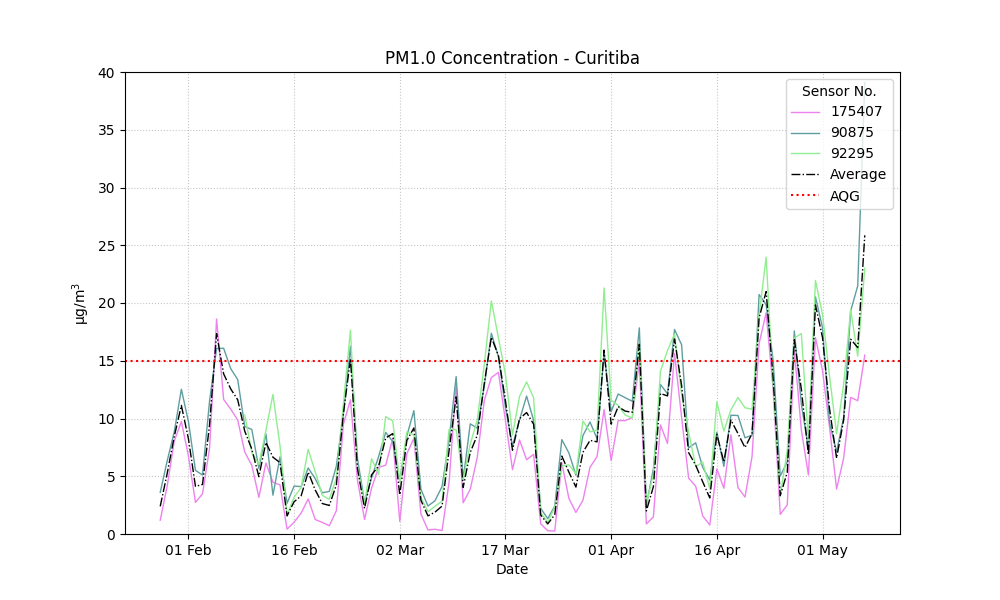 PM1.0 Concentration - Curitiba
40
35
30
25
20
15
10
5
0
µg/m³
Sensor No.
175407
90875
92295
Average
AQG
01 Feb
16 Feb
02 Mar
17 Mar
01 Apr
16 Apr
01 May
Date